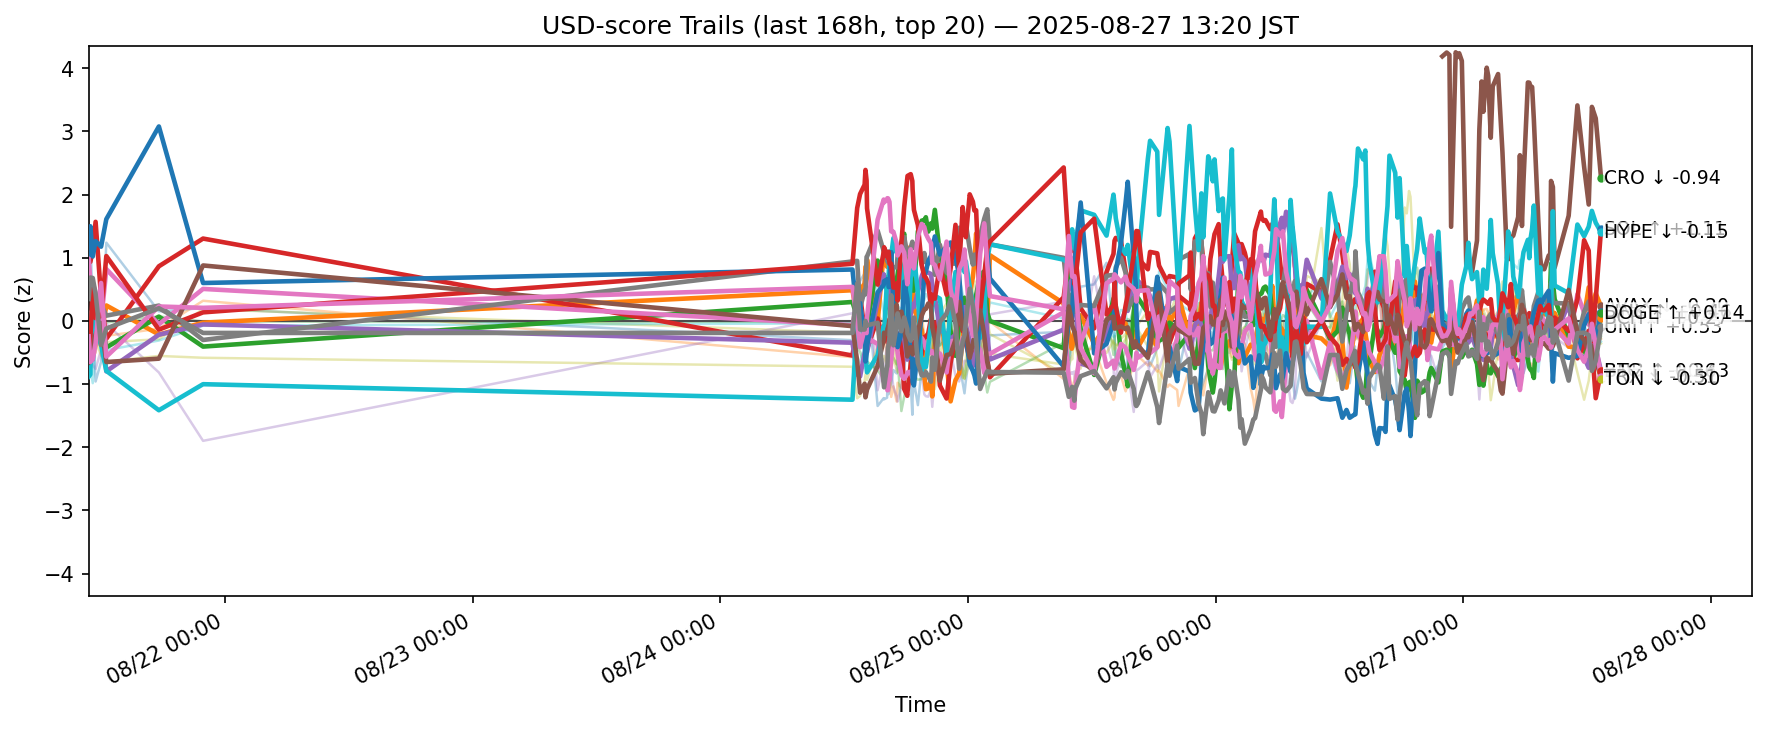 USD-score Trails (last 168h, top 20) — 2025-08-27 13:20 JST
Score (z)
4
3
2
1
0
−1
−2
−3
−4
CRO ↓ -0.94
HYPE ↓ -0.15
DOGE ↑ +0.14
TON ↓ -0.30
08/22 00:00
08/23 00:00
08/24 00:00
08/25 00:00
08/26 00:00
08/27 00:00
08/28 00:00
Time